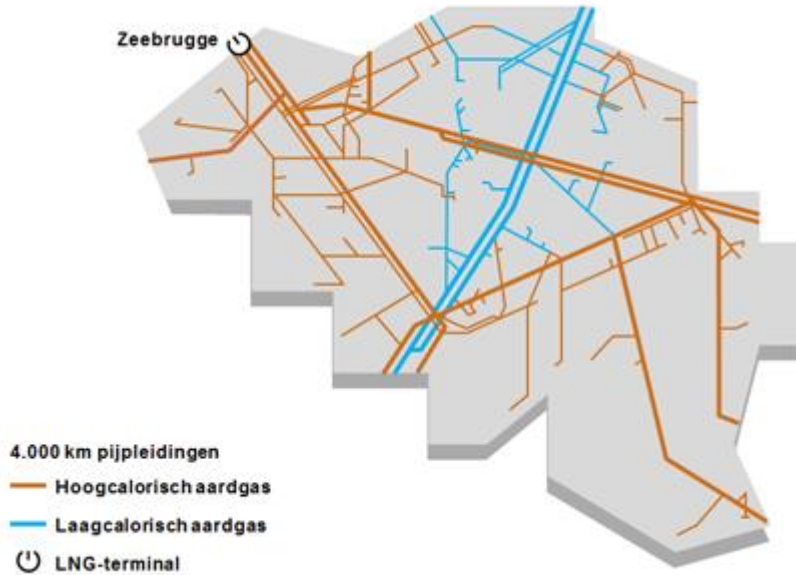 Zeebrugge
4.000 km pijpleidingen
Hoogcalorisch aardgas
Laagcalorisch aardgas
LNG-terminal